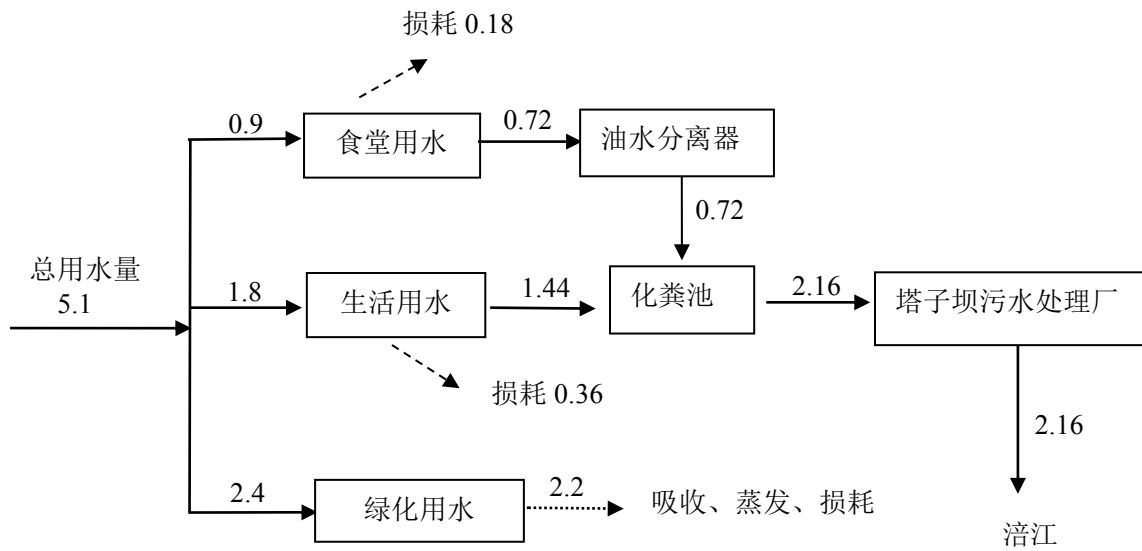 损耗 0.18
0.9
食堂用水
0.72
油水分离器
0.72
总用水量
5.1
1.8
生活用水
1.44
化粪池
2.16
塔子坝污水处理厂
损耗 0.36
2.16
2.4
绿化用水
2.2
吸收、蒸发、损耗
涪江